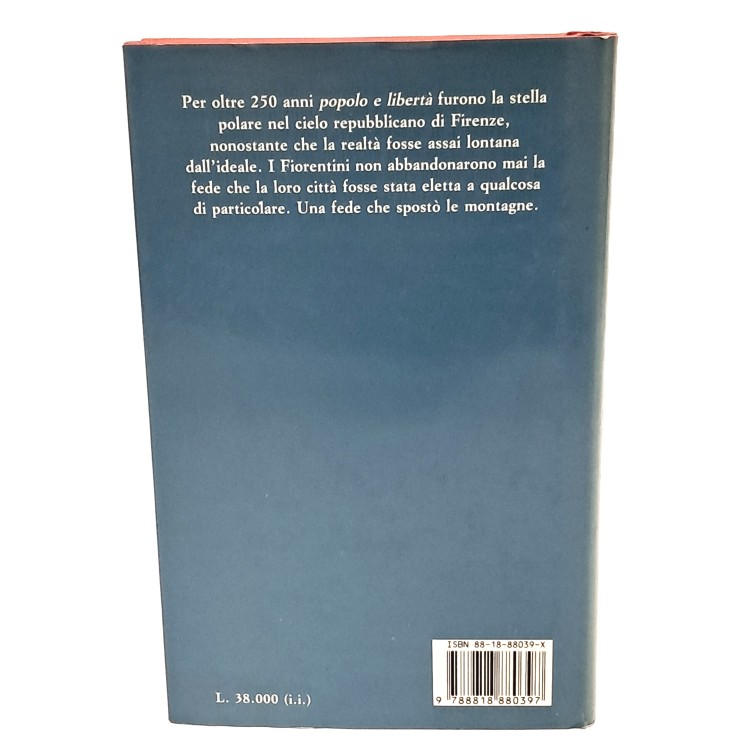 Per oltre 250 anni popolo e libertà furono la stella
polare nel cielo repubblicano di Firenze,
nonostante che la realtà fosse assai lontana
dall'ideale. I Fiorentini non abbandonarono mai la
fede che la loro città fosse stata eletta a qualcosa
di particolare. Una fede che spostò le montagne.
ISBN 88-18-88039-X
9 788818 880397
L. 38.000 (i.i.)